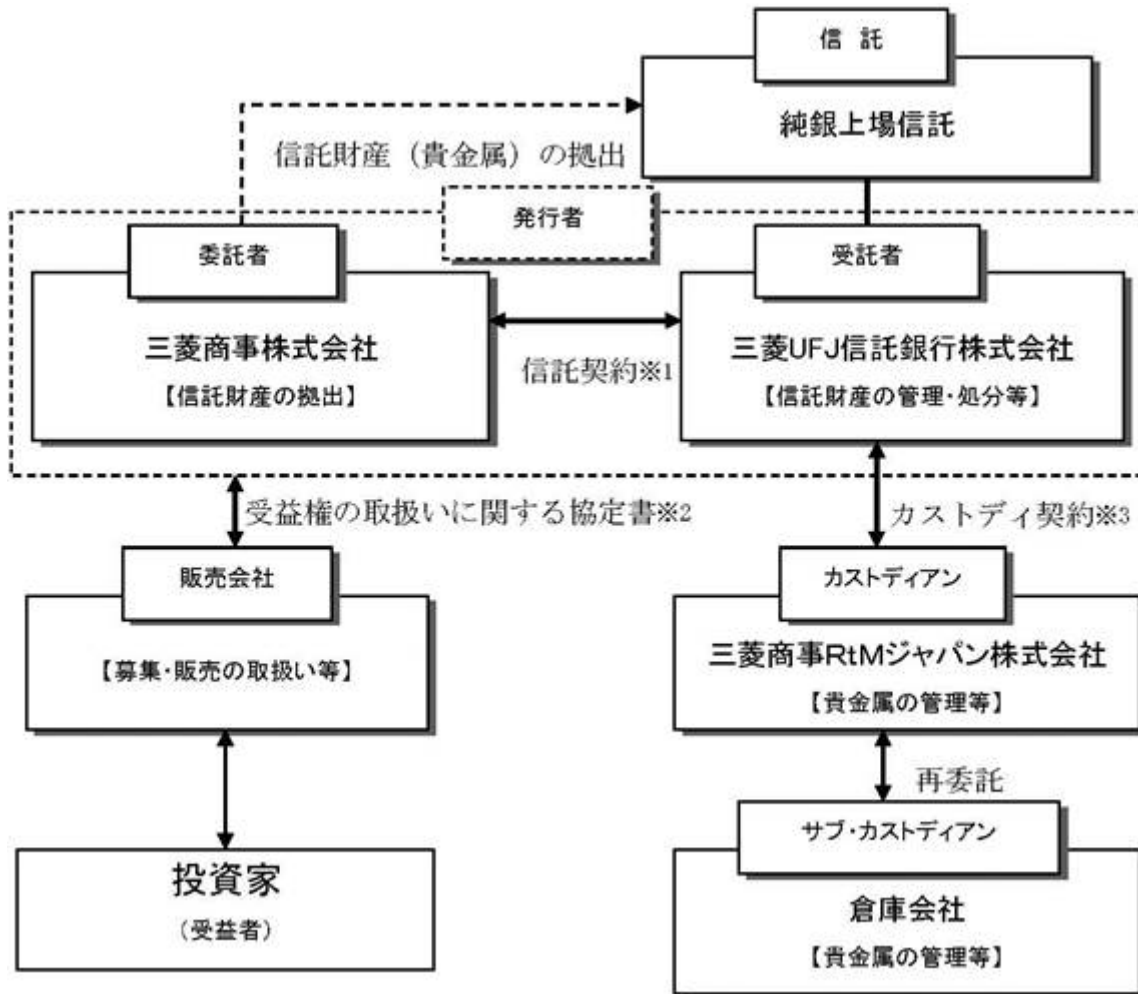 信 託
純銀上場信託
信託財産（貴金属）の拠出
発行者
委託者
三菱商事株式会社
【信託財産の拠出】
信託契約※1
受託者
三菱UFJ信託銀行株式会社
【信託財産の管理・処分等】
受益権の取扱いに関する協定書※2
カストディ契約※3
販売会社
【募集・販売の取扱い等】
カストディアン
三菱商事RtMジャパン株式会社
【貴金属の管理等】
再委託
投資家
（受益者）
サブ・カストディアン
倉庫会社
【貴金属の管理等】